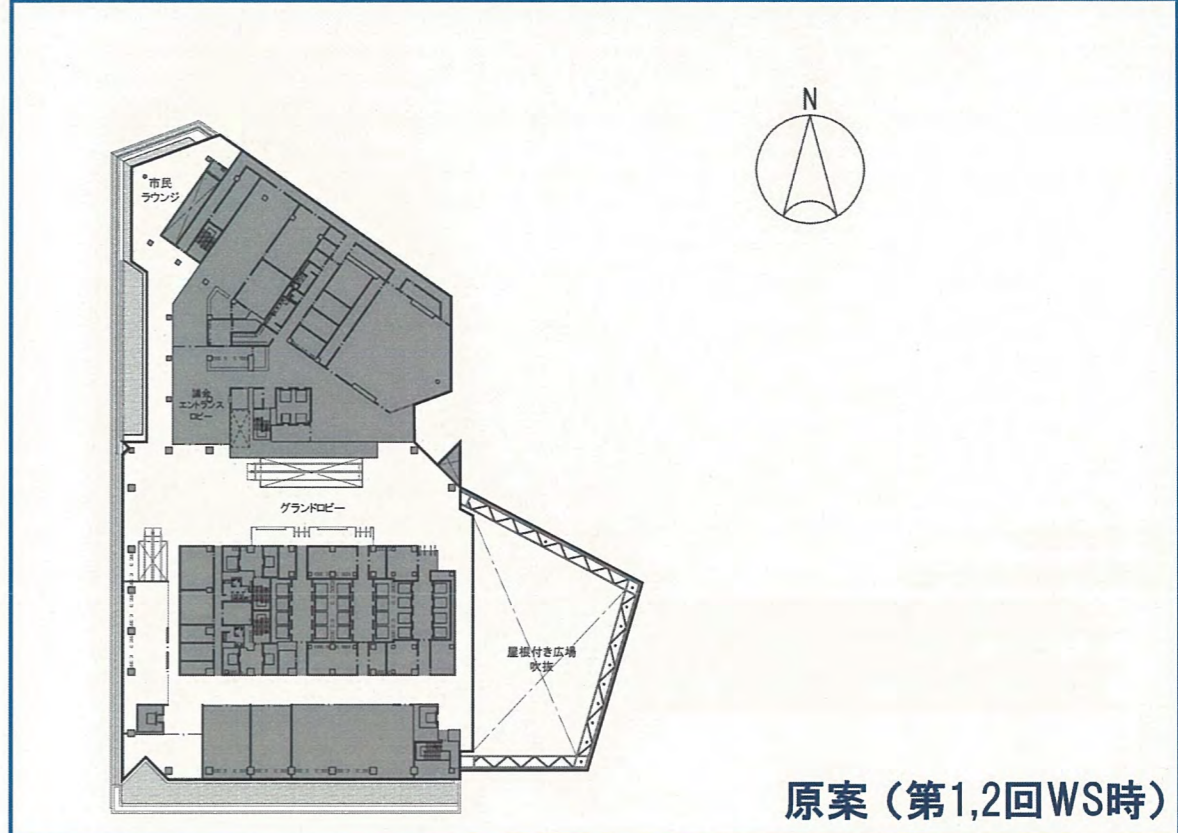 N
市民
ラウンジ
議会
エントランス
ロビー
グランドロビー
屋根付き広場
吹抜
原案（第1,2回WS時）